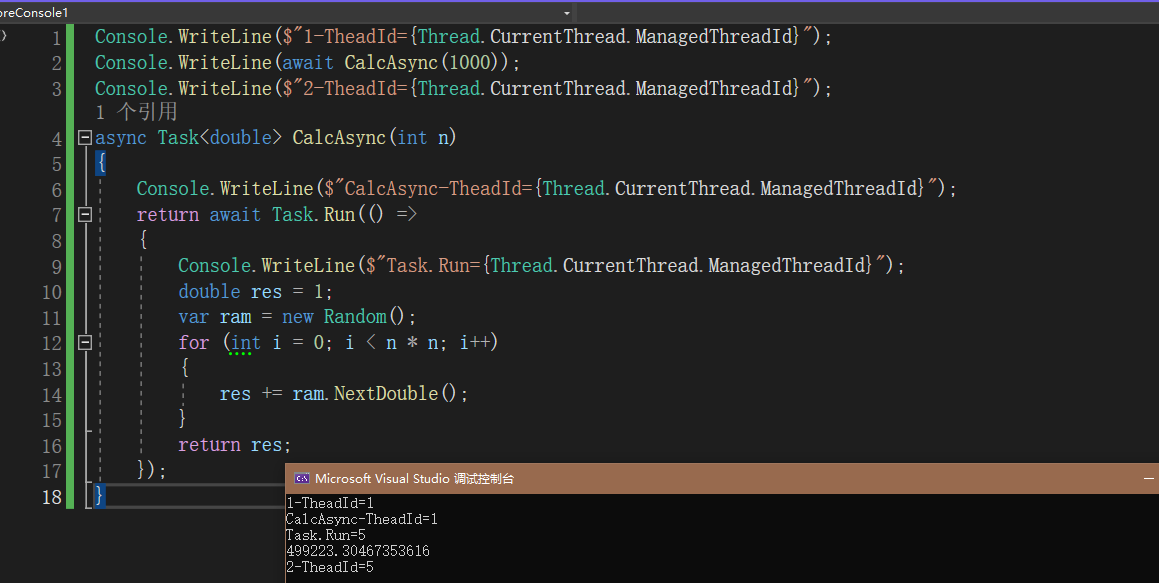 oreConsole1
1 Console.WriteLine($"1-TheadId={Thread.CurrentThread.ManagedThreadId}");
2 Console.WriteLine(await CalcAsync(1000));
3 Console.WriteLine($"2-TheadId={Thread.CurrentThread.ManagedThreadId}");
1 个引用
4 async Task<double> CalcAsync(int n)
5 {
6 Console.WriteLine($"CalcAsync-TheadId={Thread.CurrentThread.ManagedThreadId}");
7 return await Task.Run(() =>
8 {
9 Console.WriteLine($"Task.Run={Thread.CurrentThread.ManagedThreadId}");
10 double res = 1;
11 var ram = new Random();
12 for (int i = 0; i < n * n; i++)
13 {
14 res += ram.NextDouble();
15 }
16 return res;
17 });
18 }
Microsoft Visual Studio 调试控制台
1-TheadId=1
CalcAsync-TheadId=1
Task.Run=5
499223.30467353616
2-TheadId=5